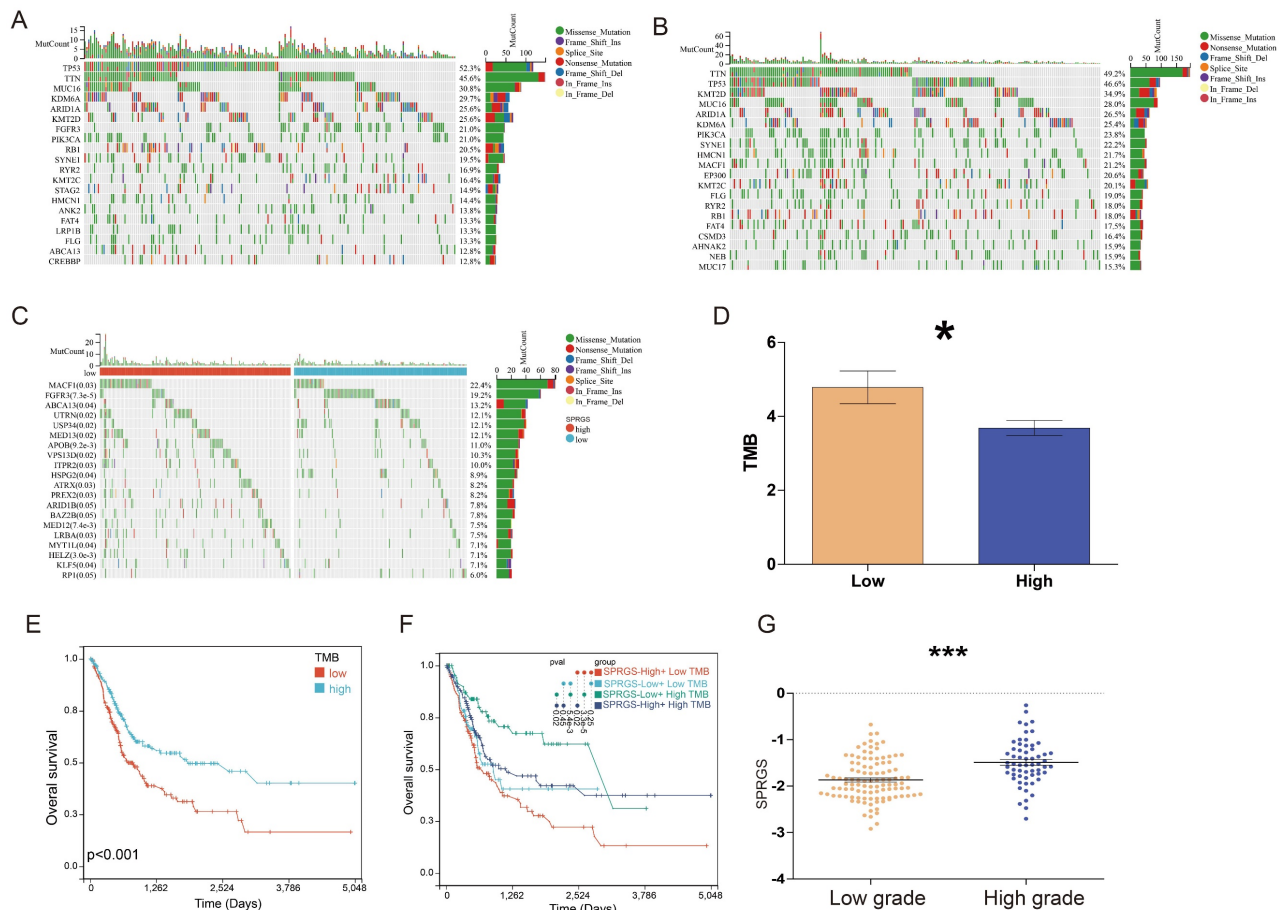 A
MutCount
15
10
5
0
MutCount
0 50 100
Missense_Mutation
Frame_Shift_Ins
Splice_Site
Nonsense_Mutation
Frame_Shift_Del
In_Frame_Ins
In_Frame_Del
TP53 52.3%
TTN 45.6%
MUC16 30.8%
KDM6A 29.7%
ARID1A 25.6%
KMT2D 25.6%
FGFR3 21.0%
PIK3CA 21.0%
RB1 20.5%
SYNE1 19.5%
RYR2 16.9%
KMT2C 16.4%
STAG2 14.9%
HMCN1 14.4%
ANK2 13.8%
FAT4 13.3%
LRP1B 13.3%
FLG 13.3%
ABCA13 12.8%
CREBBP 12.8%
B
MutCount
60
40
20
0
MutCount
0 50 100 150
Missense_Mutation
Nonsense_Mutation
Frame_Shift_Del
Splice_Site
Frame_Shift_Ins
In_Frame_Del
In_Frame_Ins
TTN 49.2%
TP53 46.6%
KMT2D 34.9%
MUC16 28.0%
ARID1A 26.5%
KDM6A 25.4%
PIK3CA 23.8%
SYNE1 22.2%
HMCN1 21.7%
MACF1 21.2%
EP300 20.6%
KMT2C 20.1%
FLG 19.0%
RYR2 18.0%
RB1 18.0%
FAT4 17.5%
CSMD3 16.4%
AHNAK2 15.9%
NEB 15.9%
MUC17 15.3%
C
MutCount
20
10
0
low
MutCount
0 20 40 60 80
Missense_Mutation
Nonsense_Mutation
Frame_Shift_Del
Frame_Shift_Ins
Splice_Site
In_Frame_Ins
In_Frame_Del
SPRGS
high
low
MACF1(0.03) 22.4%
FGFR3(7.3e-5) 19.2%
ABCA13(0.04) 13.2%
UTRN(0.02) 12.1%
USP34(0.02) 12.1%
MED13(0.02) 12.1%
APOB(9.2e-3) 11.0%
VPS13D(0.02) 10.3%
ITPR2(0.03) 10.0%
HSPG2(0.04) 8.9%
ATRX(0.03) 8.2%
PREX2(0.03) 8.2%
ARID1B(0.05) 7.8%
BAZ2B(0.05) 7.8%
MED12(7.4e-3) 7.5%
LRBA(0.03) 7.5%
MYT1L(0.04) 7.1%
HELZ(3.0e-3) 7.1%
KLF5(0.04) 7.1%
RP1(0.05) 6.0%
D
*
TMB
6
4
2
0
Low High
E
Overall survival
1.0
0.8
0.5
0.3
0.0
TMB
low
high
p<0.001
0 1,262 2,524 3,786 5,048
Time (Days)
F
Overall survival
1.0
0.8
0.5
0.3
0.0
pval group
SPRGS-High+ Low TMB
SPRGS-Low+ Low TMB
SPRGS-Low+ High TMB
SPRGS-High+ High TMB
0.02
0.45
5.4e-3
0.02
3.3e-5
0.25
0 1,262 2,524 3,786 5,048
Time (Days)
G
***
SPRGS
0
-1
-2
-3
-4
Low grade High grade